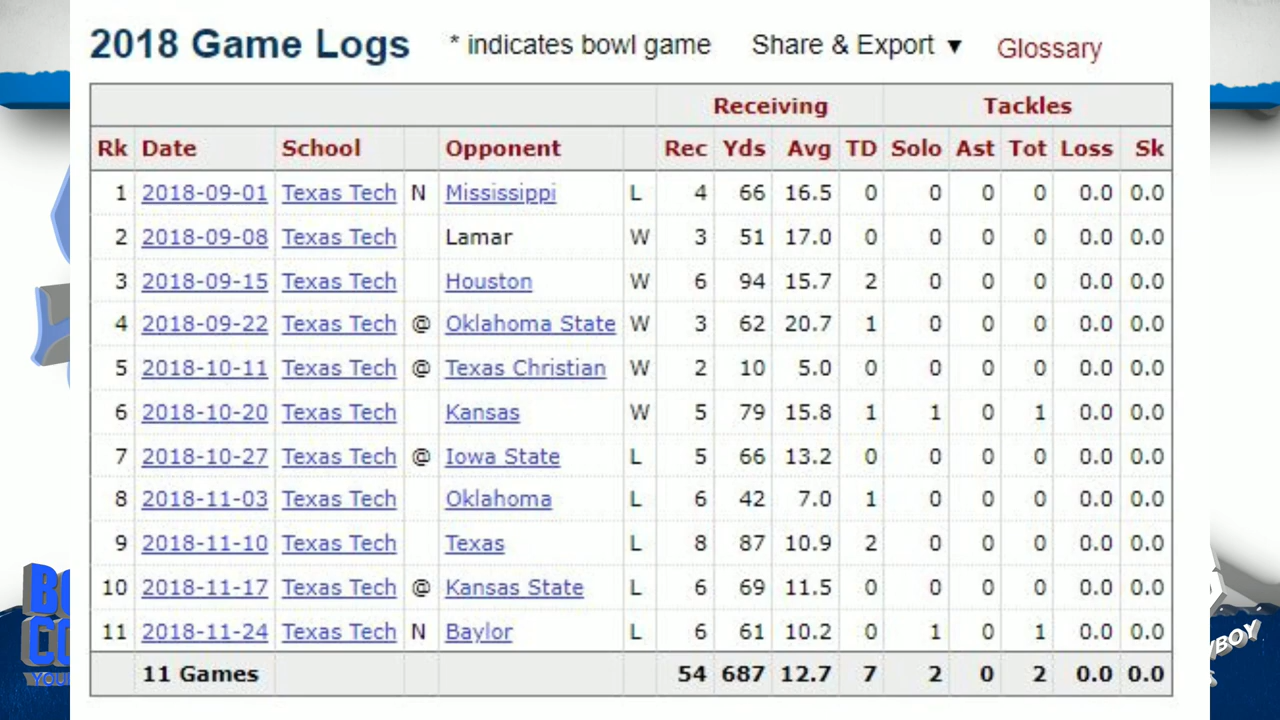 2018 Game Logs * indicates bowl game Share & Export ▼ Glossary
Receiving Tackles
Rk Date School Opponent Rec Yds Avg TD Solo Ast Tot Loss Sk
1 2018-09-01 Texas Tech N Mississippi L 4 66 16.5 0 0 0 0 0.0 0.0
2 2018-09-08 Texas Tech Lamar W 3 51 17.0 0 0 0 0 0.0 0.0
3 2018-09-15 Texas Tech Houston W 6 94 15.7 2 0 0 0 0.0 0.0
4 2018-09-22 Texas Tech @ Oklahoma State W 3 62 20.7 1 0 0 0 0.0 0.0
5 2018-10-11 Texas Tech @ Texas Christian W 2 10 5.0 0 0 0 0 0.0 0.0
6 2018-10-20 Texas Tech Kansas W 5 79 15.8 1 1 0 1 0.0 0.0
7 2018-10-27 Texas Tech @ Iowa State L 5 66 13.2 0 0 0 0 0.0 0.0
8 2018-11-03 Texas Tech Oklahoma L 6 42 7.0 1 0 0 0 0.0 0.0
9 2018-11-10 Texas Tech Texas L 8 87 10.9 2 0 0 0 0.0 0.0
10 2018-11-17 Texas Tech @ Kansas State L 6 69 11.5 0 0 0 0 0.0 0.0
11 2018-11-24 Texas Tech N Baylor L 6 61 10.2 0 1 0 1 0.0 0.0
11 Games 54 687 12.7 7 2 0 2 0.0 0.0